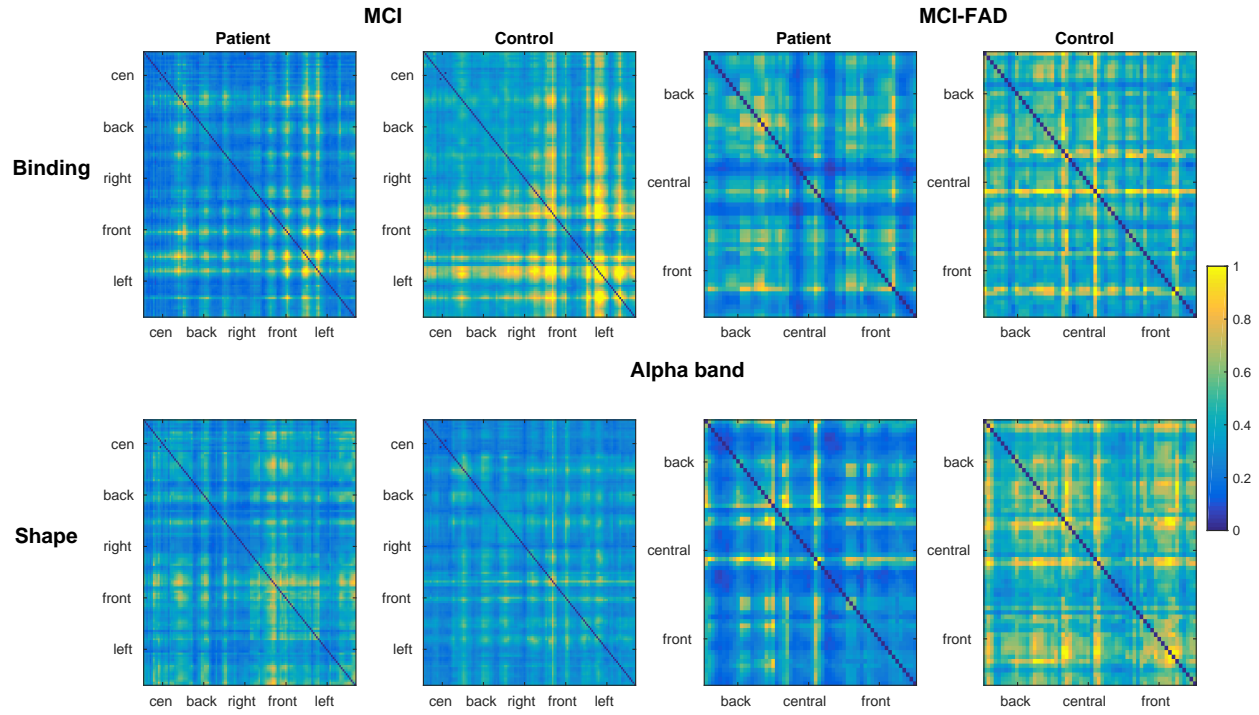 MCI
MCI-FAD
Patient
Control
Patient
Control
Binding
cen
back
right
front
left
cen back right front left
cen
back
right
front
left
cen back right front left
back
central
front
back central front
back
central
front
back central front
1
0.8
0.6
0.4
0.2
0
Alpha band
Shape
cen
back
right
front
left
cen back right front left
cen
back
right
front
left
cen back right front left
back
central
front
back central front
back
central
front
back central front